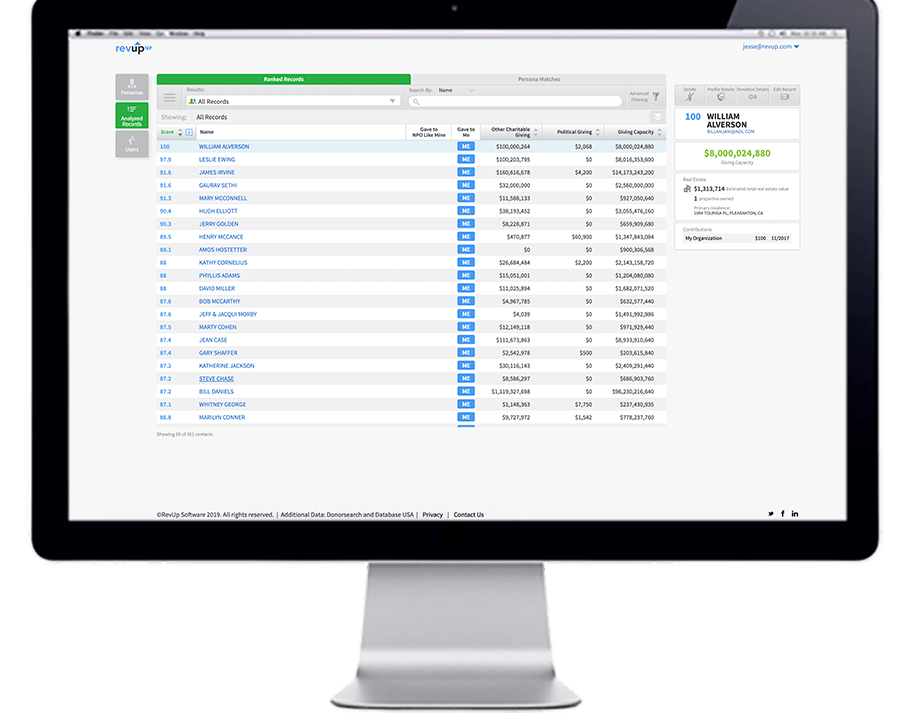 revupNP
jesse@revup.com
Personas
Analyzed
Records
Users
Ranked Records
Persona Matches
Results:
All Records
Search By: Name
Advanced
Filtering
Showing: All Records
Score Name Gave to NPO Like Mine Gave to Me Other Charitable Giving Political Giving Giving Capacity
100 WILLIAM ALVERSON ME $100,000,264 $2,068 $8,000,024,880
97.9 LESLIE EWING ME $100,203,795 $0 $8,016,353,600
91.6 JAMES IRVINE ME $160,616,678 $4,200 $14,173,243,200
91.6 GAURAV SETHI ME $32,000,000 $0 $2,560,000,000
91.3 MARY MCCONNELL ME $11,588,133 $0 $927,050,640
90.4 HUGH ELLIOTT ME $38,193,452 $0 $3,055,476,160
90.3 JERRY GOLDEN ME $8,228,871 $0 $659,909,680
89.5 HENRY MCCANCE ME $470,877 $60,900 $1,347,843,084
89.1 AMOS HOSTETTER ME $0 $0 $900,306,568
88 KATHY CORNELIUS ME $26,684,484 $2,200 $2,143,158,720
88 PHYLLIS ADAMS ME $15,051,001 $0 $1,204,080,080
88 DAVID MILLER ME $11,025,894 $0 $1,682,071,520
87.8 BOB MCCARTHY ME $4,967,785 $0 $632,577,440
87.6 JEFF & JACQUI MORBY ME $4,039 $0 $1,491,992,986
87.5 MARTY COHEN ME $12,149,118 $0 $971,929,440
87.4 JEAN CASE ME $111,673,863 $0 $8,933,910,640
87.4 GARY SHAFFER ME $2,542,978 $500 $203,615,840
87.2 KATHERINE JACKSON ME $30,116,143 $0 $2,409,291,440
87.2 STEVE CHASE ME $8,586,297 $0 $686,903,760
87.2 BILL DANIELS ME $1,119,327,698 $0 $96,230,216,640
87.1 WHITNEY GEORGE ME $1,148,363 $7,750 $237,430,935
86.8 MARILYN CONNER ME $9,727,972 $1,542 $778,237,760
Showing 50 of 381 contacts
Delete Profile Details Donation Details Edit Record
100 WILLIAM
ALVERSON
$8,000,024,880
Giving Capacity
Real Estate
$1,313,714 Estimated total real estate value
1 properties owned
Primary residence
1094 TOURIGA PL, PLEASANTON, CA
Contributions
My Organization $100 11/2017
©RevUp Software 2019. All rights reserved. | Additional Data: Donorsearch and Database USA | Privacy | Contact Us